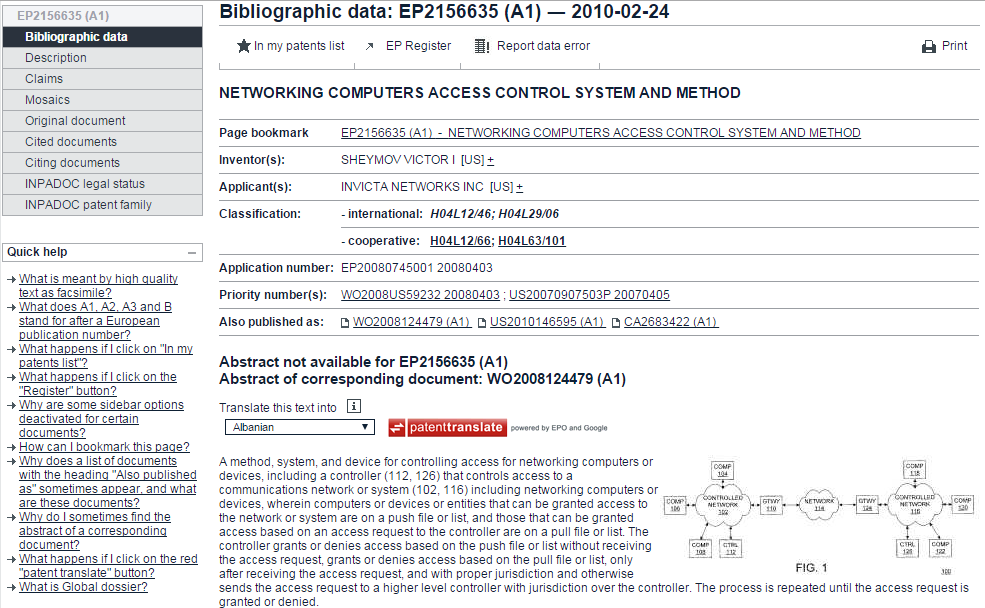 EP2156635 (A1)
Bibliographic data
Description
Claims
Mosaics
Original document
Cited documents
Citing documents
INPADOC legal status
INPADOC patent family
Quick help
What is meant by high quality
text as facsimile?
What does A1, A2, A3 and B
stand for after a European
publication number?
What happens if I click on "In my
patents list"?
What happens if I click on the
"Register" button?
Why are some sidebar options
deactivated for certain
documents?
How can I bookmark this page?
Why does a list of documents
with the heading "Also published
as" sometimes appear, and what
are these documents?
Why do I sometimes find the
abstract of a corresponding
document?
What happens if I click on the red
"patent translate" button?
What is Global dossier?
Bibliographic data: EP2156635 (A1) — 2010-02-24
In my patents list EP Register Report data error Print
NETWORKING COMPUTERS ACCESS CONTROL SYSTEM AND METHOD
Page bookmark EP2156635 (A1) - NETWORKING COMPUTERS ACCESS CONTROL SYSTEM AND METHOD
Inventor(s): SHEYMOV VICTOR I [US] +
Applicant(s): INVICTA NETWORKS INC [US] +
Classification: - international: H04L12/46; H04L29/06
- cooperative: H04L12/66; H04L63/101
Application number: EP20080745001 20080403
Priority number(s): WO2008US59232 20080403 ; US20070907503P 20070405
Also published as: WO2008124479 (A1) US2010146595 (A1) CA2683422 (A1)
Abstract not available for EP2156635 (A1)
Abstract of corresponding document: WO2008124479 (A1)
Translate this text into i
Albanian patenttranslate powered by EPO and Google
A method, system, and device for controlling access for networking computers or
devices, including a controller (112, 126) that controls access to a
communications network or system (102, 116) including networking computers or
devices, wherein computers or devices or entities that can be granted access to
the network or system are on a push file or list, and those that can be granted
access based on an access request to the controller are on a pull file or list. The
controller grants or denies access based on the push file or list without receiving
the access request, grants or denies access based on the pull file or list, only
after receiving the access request, and with proper jurisdiction and otherwise
sends the access request to a higher level controller with jurisdiction over the controller. The process is repeated until the access request is
granted or denied.
COMP
104
COMP
118
COMP
106
CONTROLLED
NETWORK
102
GTWY
110
NETWORK
114
GTWY
124
CONTROLLED
NETWORK
COMP
120
COMP
108
CTRL
112
CTRL
126
COMP
122
FIG. 1
100